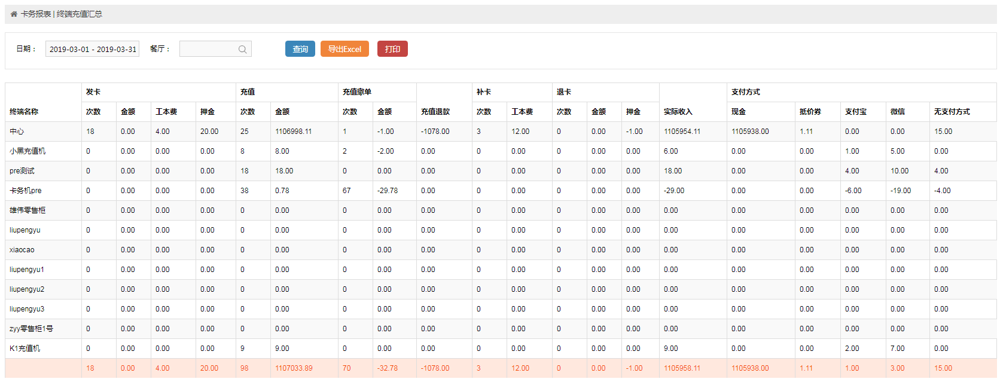 卡务报表 | 终端充值汇总
日期： 2019-03-01 - 2019-03-31 餐厅： 查询 导出Excel 打印
发卡 充值 充值撤单 补卡 退卡 支付方式
终端名称 次数 金额 工本费 押金 次数 金额 次数 金额 充值退款 次数 工本费 次数 金额 押金 实际收入 现金 抵价券 支付宝 微信 无支付方式
中心 18 0.00 4.00 20.00 25 1106998.11 1 -1.00 -1078.00 3 12.00 0 0.00 -1.00 1105954.11 1105938.00 1.11 0.00 0.00 15.00
小黑充值机 0 0.00 0.00 0.00 8 8.00 2 -2.00 0.00 0 0.00 0 0.00 0.00 6.00 0.00 0.00 1.00 5.00 0.00
pre测试 0 0.00 0.00 0.00 18 18.00 0 0.00 0.00 0 0.00 0 0.00 0.00 18.00 0.00 0.00 4.00 10.00 4.00
卡务机pre 0 0.00 0.00 0.00 38 0.78 67 -29.78 0.00 0 0.00 0 0.00 0.00 -29.00 0.00 0.00 -6.00 -19.00 -4.00
雄伟零售柜 0 0.00 0.00 0.00 0 0.00 0 0.00 0.00 0 0.00 0 0.00 0.00 0.00 0.00 0.00 0.00 0.00 0.00
liupengyu 0 0.00 0.00 0.00 0 0.00 0 0.00 0.00 0 0.00 0 0.00 0.00 0.00 0.00 0.00 0.00 0.00 0.00
xiaocao 0 0.00 0.00 0.00 0 0.00 0 0.00 0.00 0 0.00 0 0.00 0.00 0.00 0.00 0.00 0.00 0.00 0.00
liupengyu1 0 0.00 0.00 0.00 0 0.00 0 0.00 0.00 0 0.00 0 0.00 0.00 0.00 0.00 0.00 0.00 0.00 0.00
liupengyu2 0 0.00 0.00 0.00 0 0.00 0 0.00 0.00 0 0.00 0 0.00 0.00 0.00 0.00 0.00 0.00 0.00 0.00
liupengyu3 0 0.00 0.00 0.00 0 0.00 0 0.00 0.00 0 0.00 0 0.00 0.00 0.00 0.00 0.00 0.00 0.00 0.00
zyy零售柜1号 0 0.00 0.00 0.00 0 0.00 0 0.00 0.00 0 0.00 0 0.00 0.00 0.00 0.00 0.00 0.00 0.00 0.00
K1充值机 0 0.00 0.00 0.00 9 9.00 0 0.00 0.00 0 0.00 0 0.00 0.00 9.00 0.00 0.00 2.00 7.00 0.00
18 0.00 4.00 20.00 98 1107033.89 70 -32.78 -1078.00 3 12.00 0 0.00 -1.00 1105958.11 1105938.00 1.11 1.00 3.00 15.00